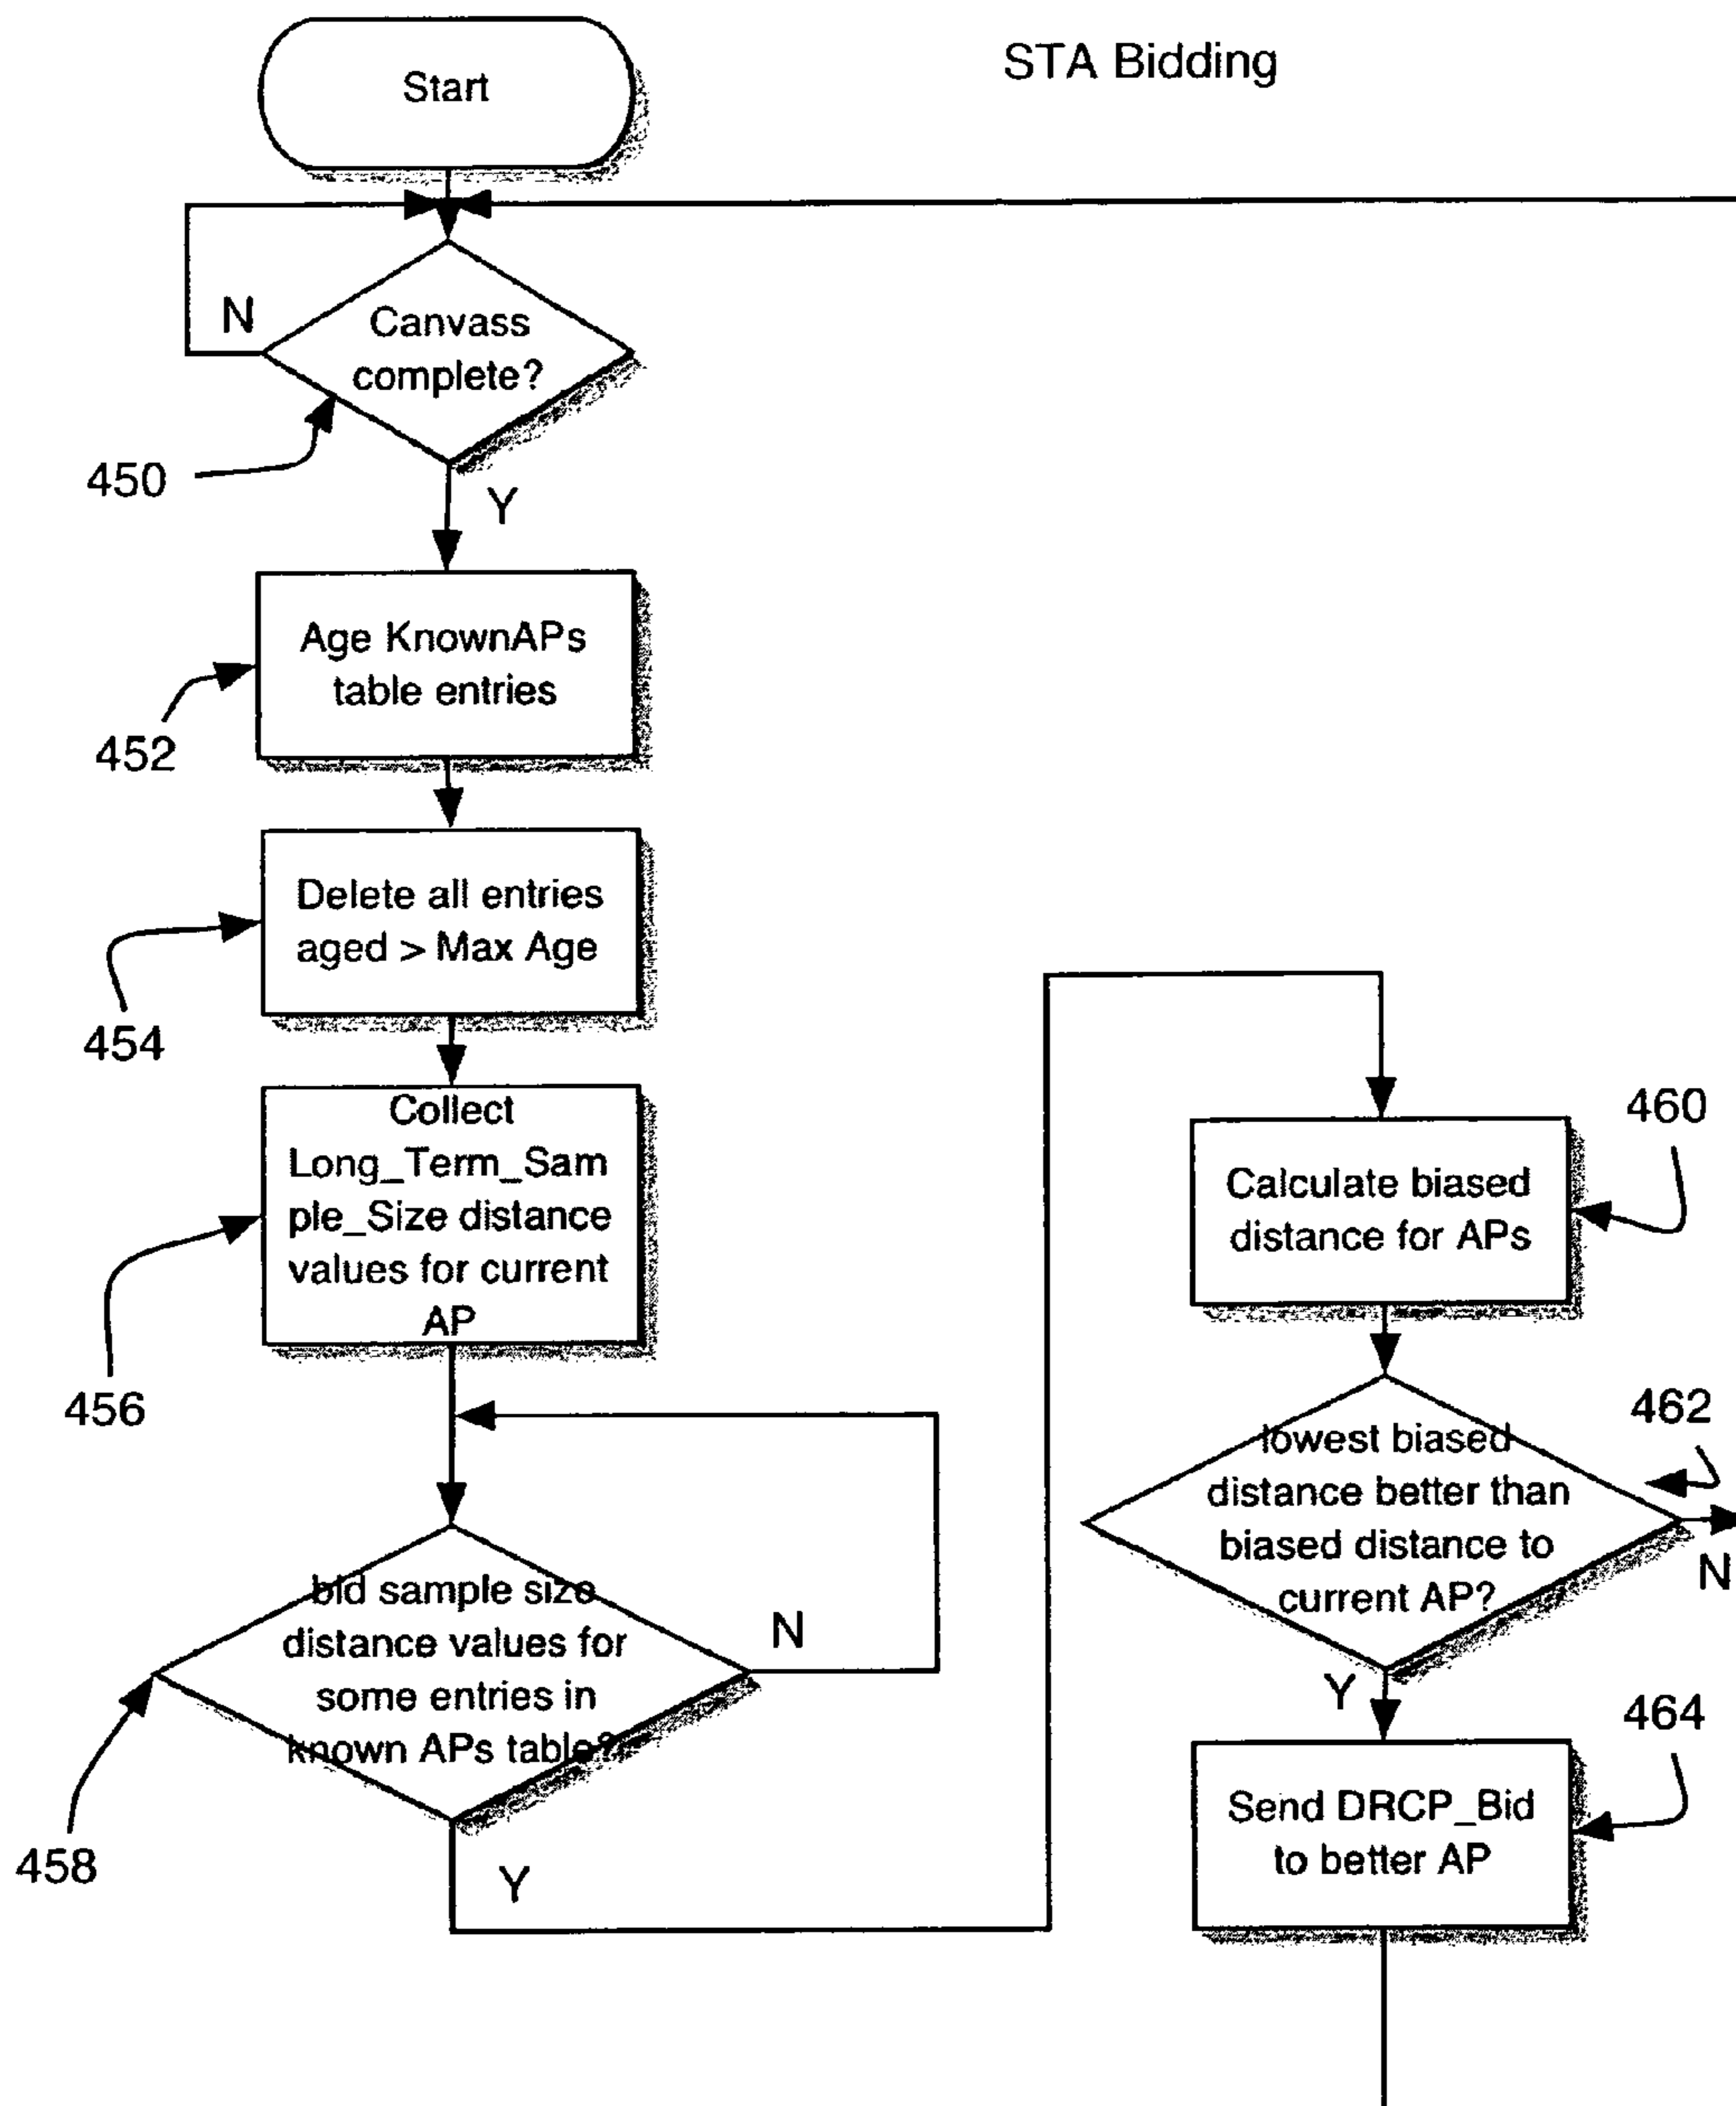 Start
STA Bidding
N
Canvass
complete?
450
Y
Age KnownAPs
table entries
452
Delete all entries
aged > Max Age
454
Collect
Long_Term_Sam
ple_Size distance
values for current
AP
456
bid sample size
distance values for
some entries in
known APs table?
N
458
Y
460
Calculate biased
distance for APs
462
lowest biased
distance better than
biased distance to
current AP?
N
Y
464
Send DRCP_Bid
to better AP